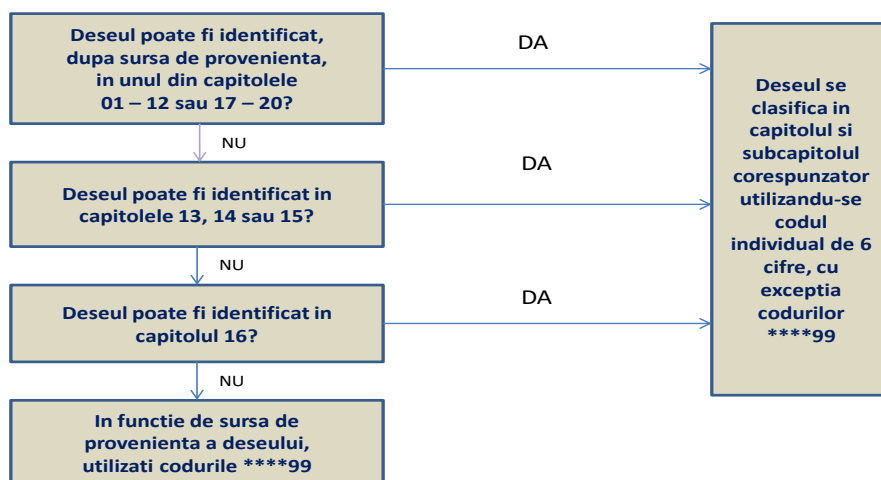 Deseul poate fi identificat,
dupa sursa de provenienta,
in unul din capitolele
01 – 12 sau 17 – 20?
DA
NU
Deseul poate fi identificat in
capitolele 13, 14 sau 15?
DA
NU
Deseul poate fi identificat in
capitolul 16?
DA
NU
In functie de sursa de
provenienta a deseului,
utilizati codurile ****99
Deseul se
clasifica in
capitolul si
subcapitolul
corespunzator
utilizandu-se
codul
individual de 6
cifre, cu
exceptia
codurilor
****99